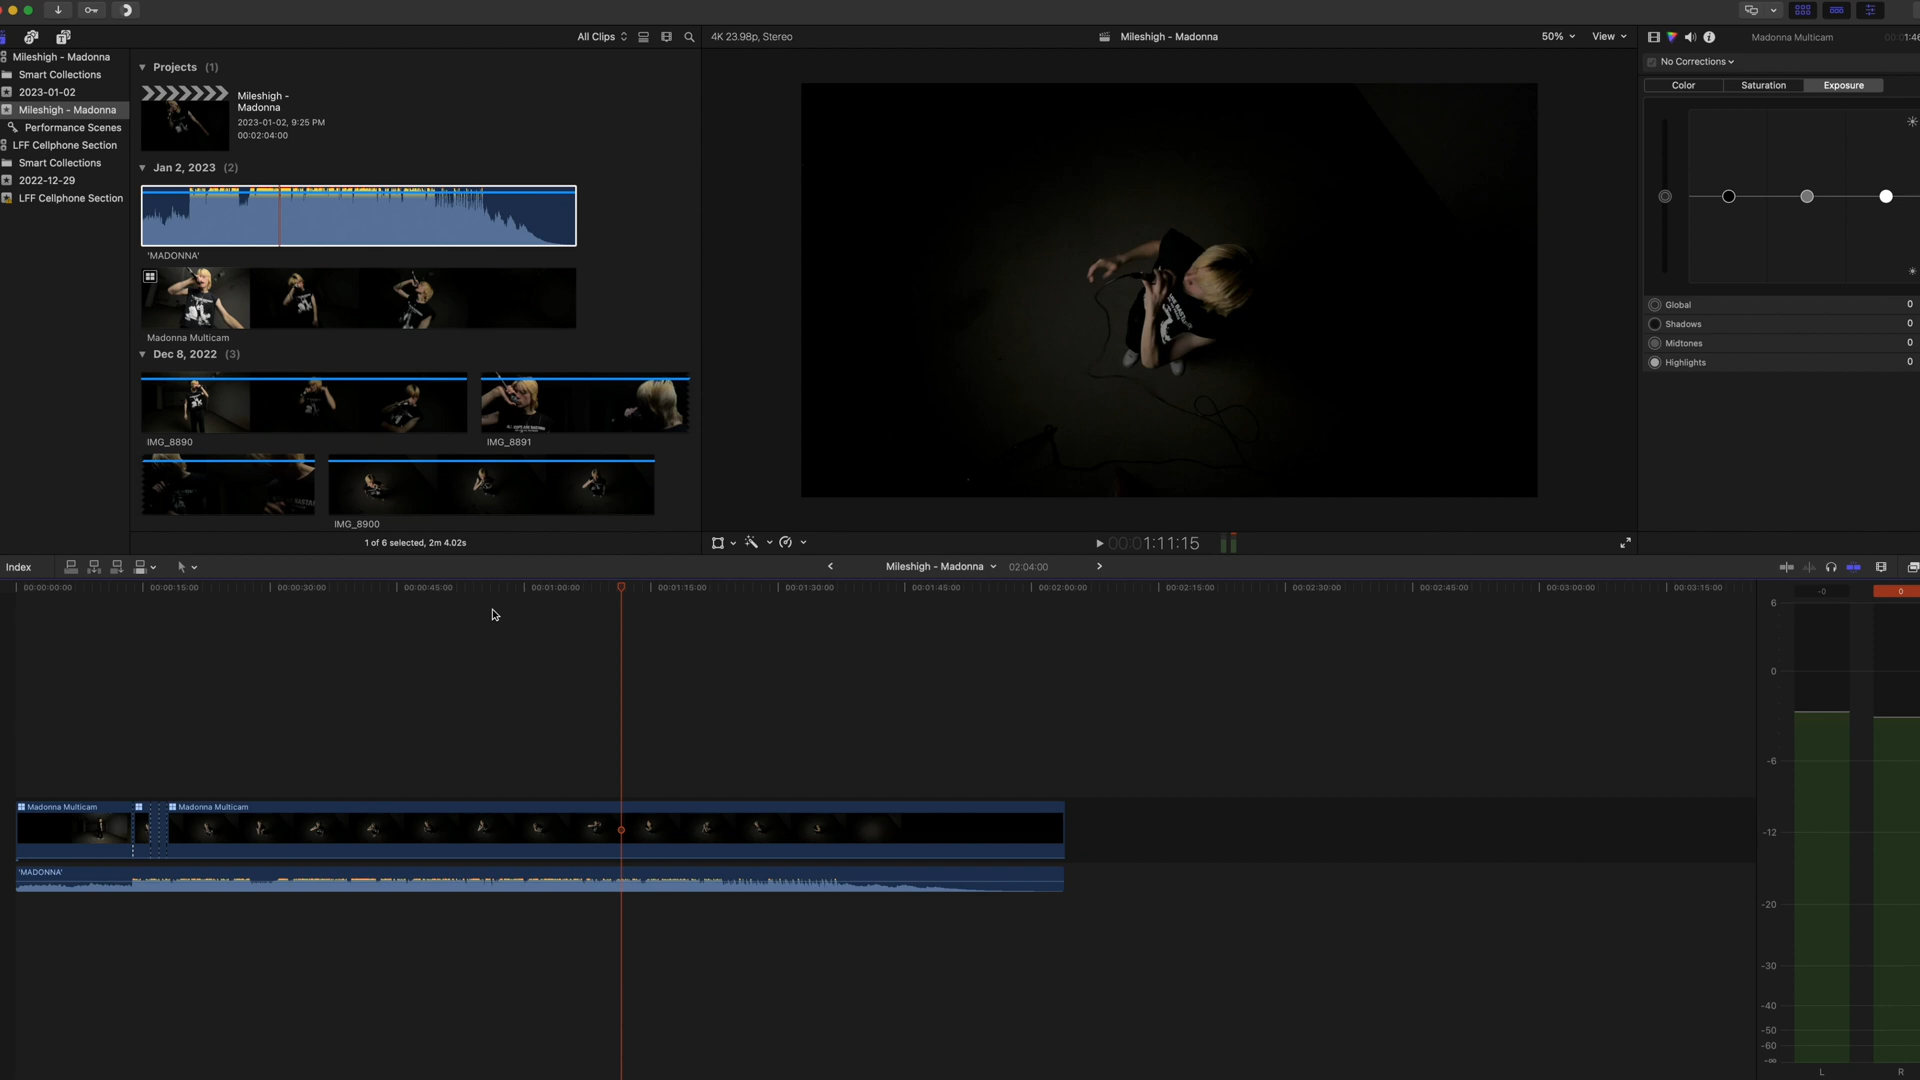 All Clips
4K 23.98p, Stereo
Mileshigh - Madonna
50%
View
Madonna Multicam
Mileshigh - Madonna
Smart Collections
2023-01-02
Mileshigh - Madonna
Performance Scenes
LFF Cellphone Section
Smart Collections
2022-12-29
LFF Cellphone Section
Projects (1)
Mileshigh -
Madonna
2023-01-02, 9:25 PM
00:02:04:00
Jan 2, 2023 (2)
'MADONNA'
Madonna Multicam
Dec 8, 2022 (3)
IMG_8890
IMG_8891
IMG_8900
1 of 6 selected, 2m 4.02s
No Corrections
Color
Saturation
Exposure
Global 0
Shadows 0
Midtones 0
Highlights 0
00:01:11:15
Index
Mileshigh - Madonna
02:04:00
00:00:00:00
00:00:15:00
00:00:30:00
00:00:45:00
00:01:00:00
00:01:15:00
00:01:30:00
00:01:45:00
00:02:00:00
00:02:15:00
00:02:30:00
00:02:45:00
00:03:00:00
00:03:15:00
Madonna Multicam
Madonna Multicam
'MADONNA'
-0
0
6
0
-6
-12
-20
-30
-40
-50
-60
-∞
L
R